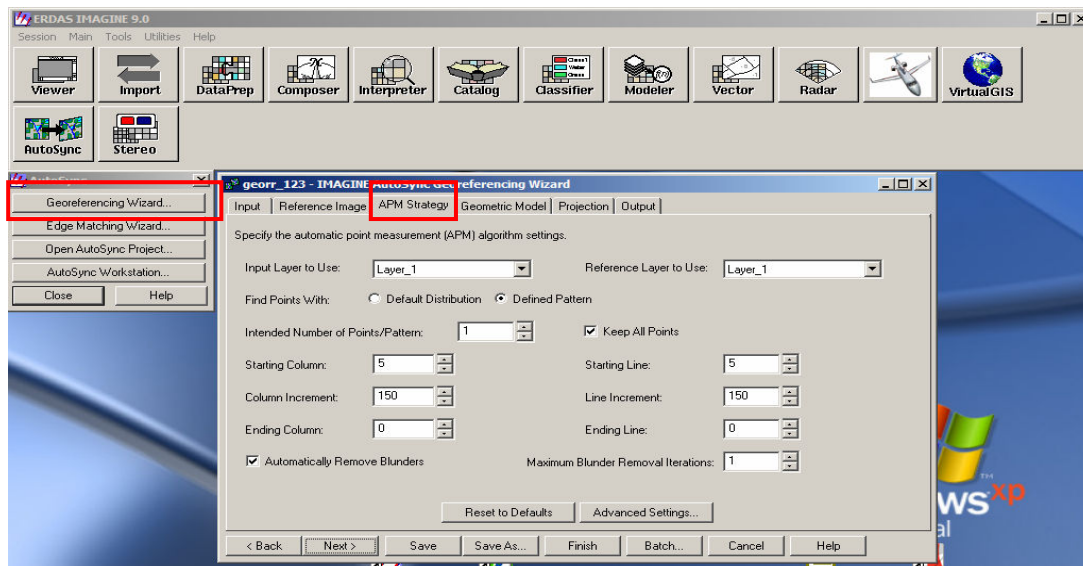 ERDAS IMAGINE 9.0
Session Main Tools Utilities Help
Viewer Import DataPrep Composer Interpreter Catalog Classifier Modeler Vector Radar VirtualGIS
AutoSync Stereo
Georeferencing Wizard...
Edge Matching Wizard...
Open AutoSync Project...
AutoSync Workstation...
Close Help
georr_123 - IMAGINE AutoSync Georeferencing Wizard
Input Reference Image APM Strategy Geometric Model Projection Output
Specify the automatic point measurement (APM) algorithm settings.
Input Layer to Use: Layer_1 Reference Layer to Use: Layer_1
Find Points With: Default Distribution Defined Pattern
Intended Number of Points/Pattern: 1 Keep All Points
Starting Column: 5 Starting Line: 5
Column Increment: 150 Line Increment: 150
Ending Column: 0 Ending Line: 0
Automatically Remove Blunders Maximum Blunder Removal Iterations: 1
Reset to Defaults Advanced Settings...
< Back Next > Save Save As... Finish Batch... Cancel Help
xp